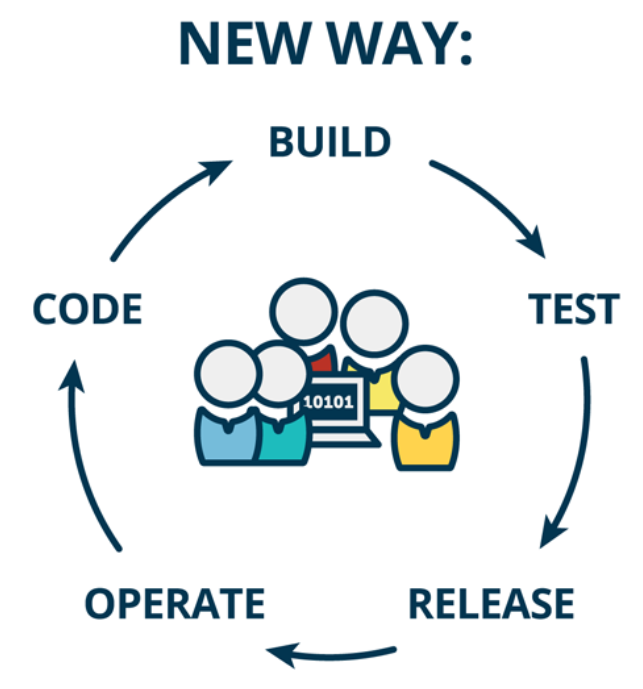 NEW WAY:
BUILD
CODE
TEST
10101
OPERATE
RELEASE